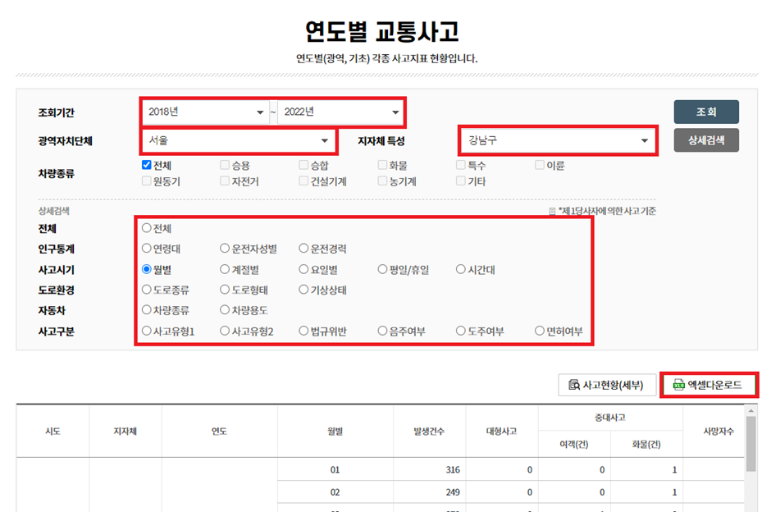 연도별 교통사고
연도별(광역, 기초) 각종 사고지표 현황입니다.
조회기간 2018년 ~ 2022년 조 회
광역자치단체 서울 지자체 특성 강남구 상세검색
차량종류 전체 승용 승합 화물 특수 이륜
원동기 자전거 건설기계 농기계 기타
상세검색 *제1당사자에 의한 사고 기준
전체 전체
인구통계 연령대 운전자성별 운전경력
사고시기 월별 계절별 요일별 평일/휴일 시간대
도로환경 도로종류 도로형태 기상상태
자동차 차량종류 차량용도
사고구분 사고유형1 사고유형2 법규위반 음주여부 도주여부 면허여부
사고현황(세부) 엑셀다운로드
시도 지자체 연도 월별 발생건수 대형사고 중대사고 사망자수
여객(건) 화물(건)
01 316 0 0 1
02 249 0 0 1